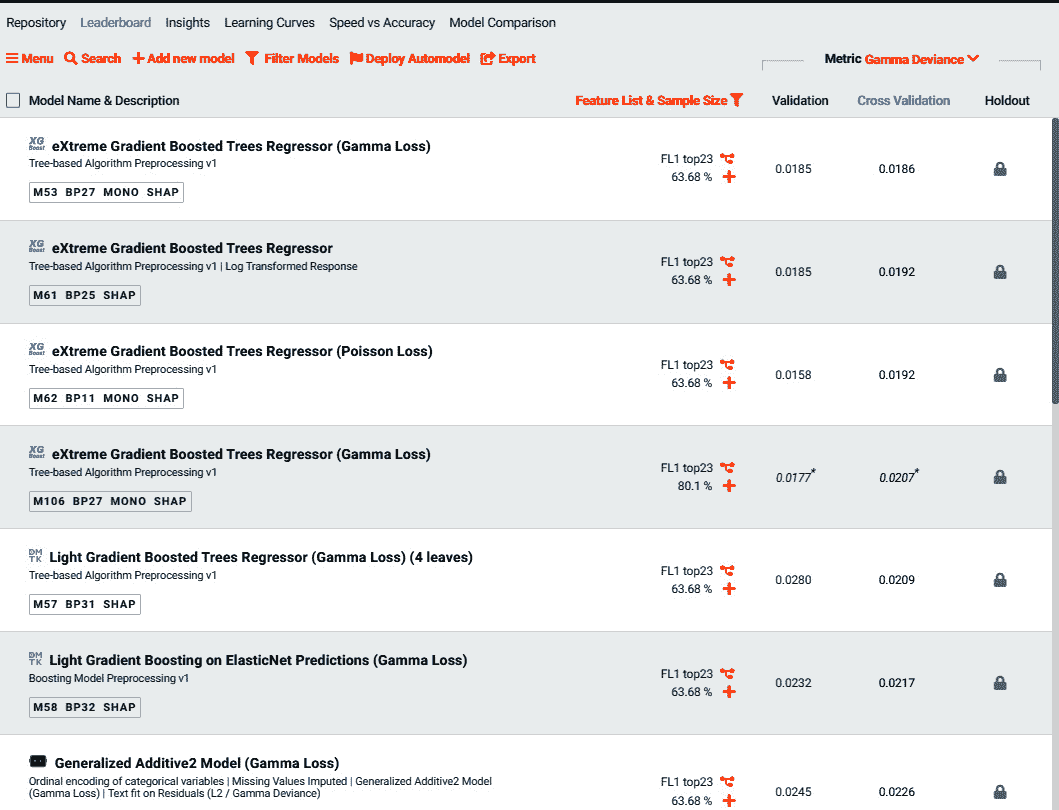 Repository Leaderboard Insights Learning Curves Speed vs Accuracy Model Comparison
Menu Search Add new model Filter Models Deploy Automodel Export Metric Gamma Deviance
Model Name & Description Feature List & Sample Size Validation Cross Validation Holdout
XG Boost eXtreme Gradient Boosted Trees Regressor (Gamma Loss)
Tree-based Algorithm Preprocessing v1
M53 BP27 MONO SHAP
FL1 top23
63.68 %
0.0185 0.0186
XG Boost eXtreme Gradient Boosted Trees Regressor
Tree-based Algorithm Preprocessing v1 | Log Transformed Response
M61 BP25 SHAP
FL1 top23
63.68 %
0.0185 0.0192
XG Boost eXtreme Gradient Boosted Trees Regressor (Poisson Loss)
Tree-based Algorithm Preprocessing v1
M62 BP11 MONO SHAP
FL1 top23
63.68 %
0.0158 0.0192
XG Boost eXtreme Gradient Boosted Trees Regressor (Gamma Loss)
Tree-based Algorithm Preprocessing v1
M106 BP27 MONO SHAP
FL1 top23
80.1 %
0.0177* 0.0207*
DMTK Light Gradient Boosted Trees Regressor (Gamma Loss) (4 leaves)
Tree-based Algorithm Preprocessing v1
M57 BP31 SHAP
FL1 top23
63.68 %
0.0280 0.0209
DMTK Light Gradient Boosting on ElasticNet Predictions (Gamma Loss)
Boosting Model Preprocessing v1
M58 BP32 SHAP
FL1 top23
63.68 %
0.0232 0.0217
Generalized Additive2 Model (Gamma Loss)
Ordinal encoding of categorical variables | Missing Values Imputed | Generalized Additive2 Model
(Gamma Loss) | Text fit on Residuals (L2 / Gamma Deviance)
FL1 top23
63.68 %
0.0245 0.0226